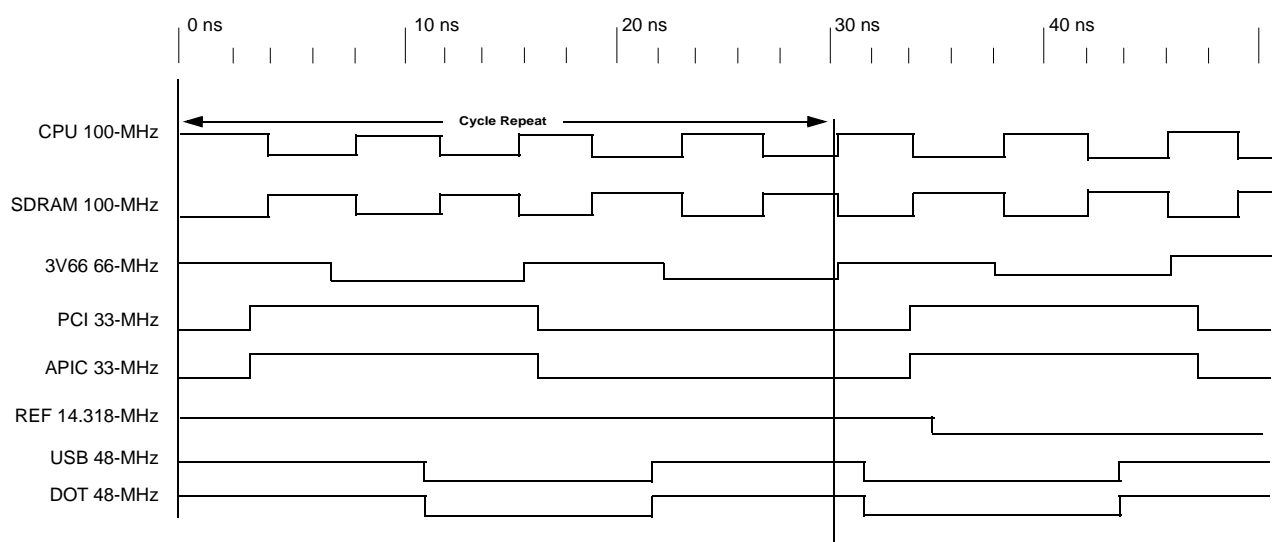 0 ns 10 ns 20 ns 30 ns 40 ns
Cycle Repeat
CPU 100-MHz
SDRAM 100-MHz
3V66 66-MHz
PCI 33-MHz
APIC 33-MHz
REF 14.318-MHz
USB 48-MHz
DOT 48-MHz